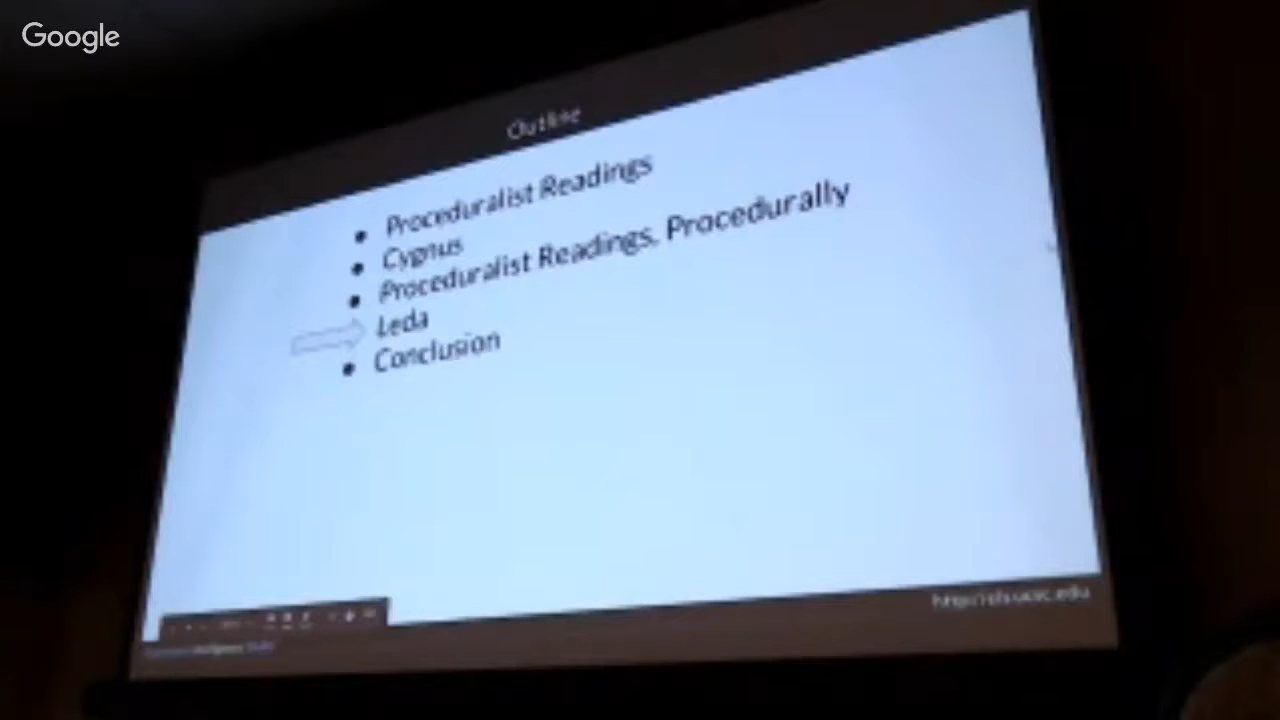 Google
Outline
Proceduralist Readings
Cygnus
Proceduralist Readings, Procedurally
Leda
Conclusion